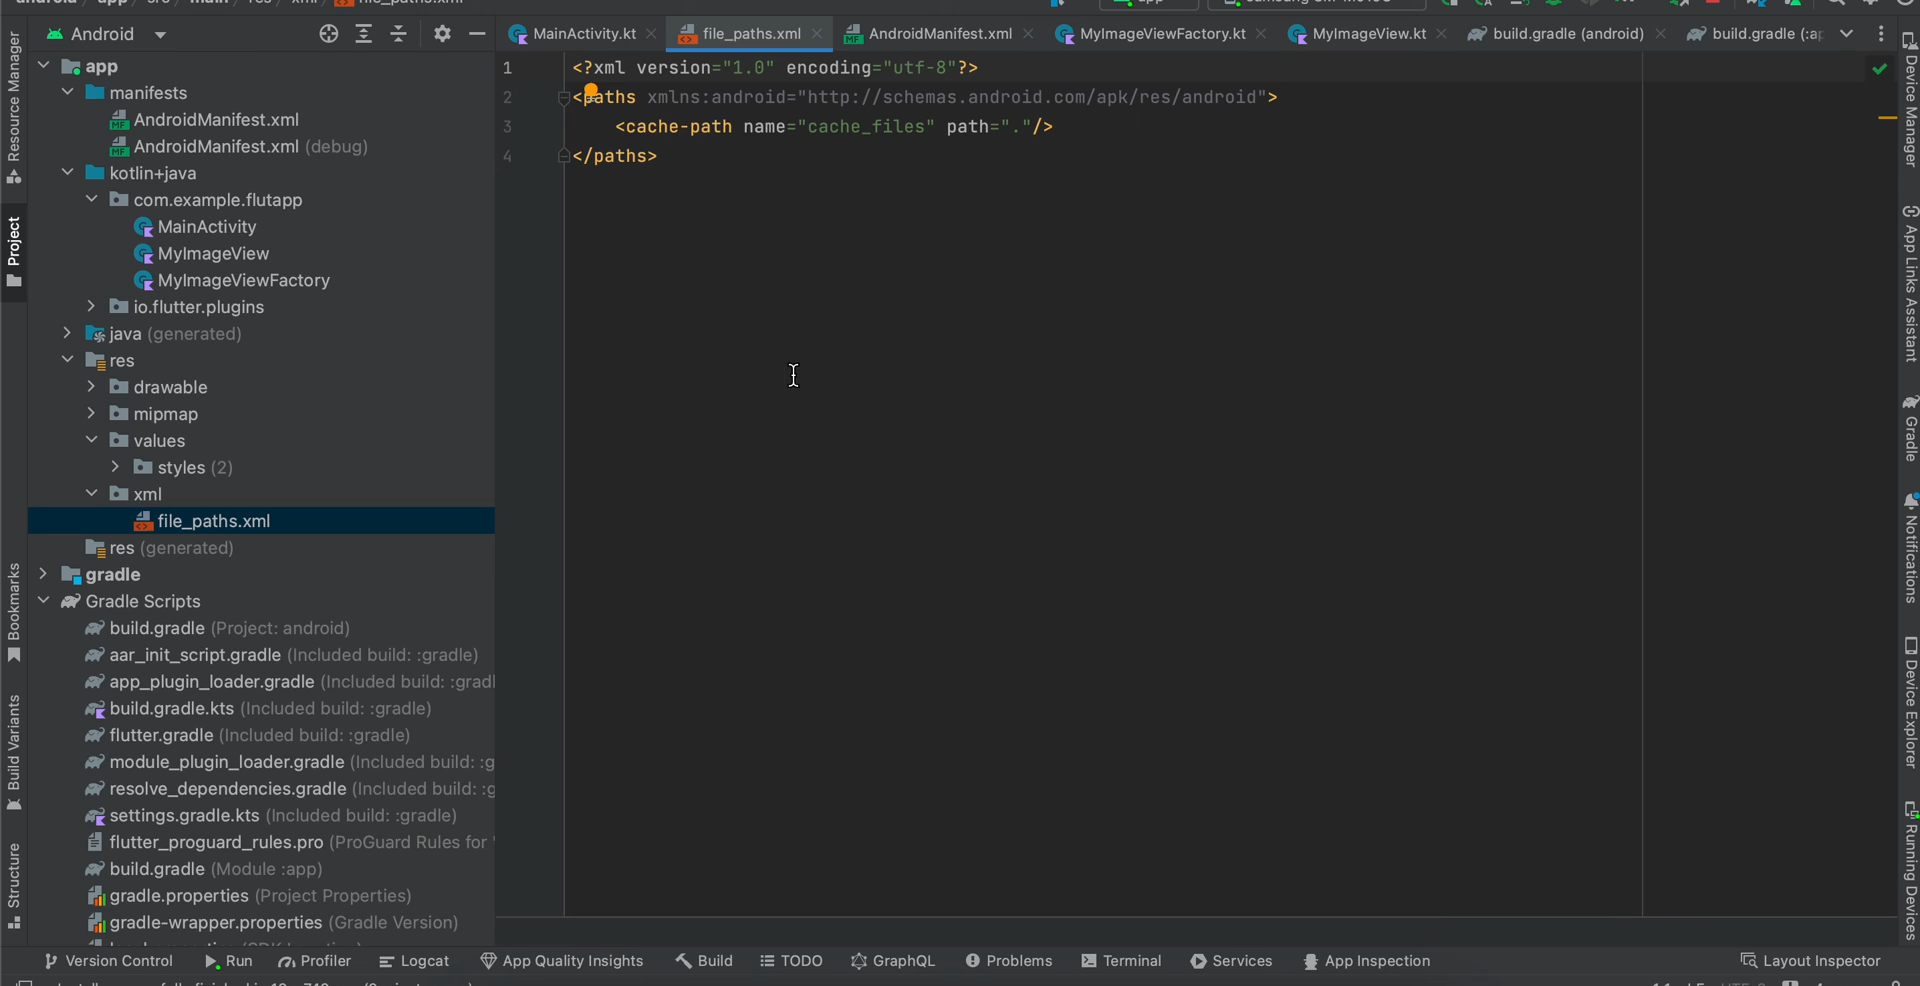 Android
MainActivity.kt
file_paths.xml
AndroidManifest.xml
MyImageViewFactory.kt
MyImageView.kt
build.gradle (android)
build.gradle (:ap
app
manifests
AndroidManifest.xml
AndroidManifest.xml (debug)
kotlin+java
com.example.flutapp
MainActivity
MyImageView
MyImageViewFactory
io.flutter.plugins
java (generated)
res
drawable
mipmap
values
styles (2)
xml
file_paths.xml
res (generated)
gradle
Gradle Scripts
build.gradle (Project: android)
aar_init_script.gradle (Included build: :gradle)
app_plugin_loader.gradle (Included build: :gradl
build.gradle.kts (Included build: :gradle)
flutter.gradle (Included build: :gradle)
module_plugin_loader.gradle (Included build: :g
resolve_dependencies.gradle (Included build: :g
settings.gradle.kts (Included build: :gradle)
flutter_proguard_rules.pro (ProGuard Rules for '
build.gradle (Module :app)
gradle.properties (Project Properties)
gradle-wrapper.properties (Gradle Version)
1 <?xml version="1.0" encoding="utf-8"?>
2 <paths xmlns:android="http://schemas.android.com/apk/res/android">
3 <cache-path name="cache_files" path="."/>
4 </paths>
Resource Manager
Project
Bookmarks
Build Variants
Structure
Device Manager
App Links Assistant
Gradle
Notifications
Device Explorer
Running Devices
Version Control
Run
Profiler
Logcat
App Quality Insights
Build
TODO
GraphQL
Problems
Terminal
Services
App Inspection
Layout Inspector